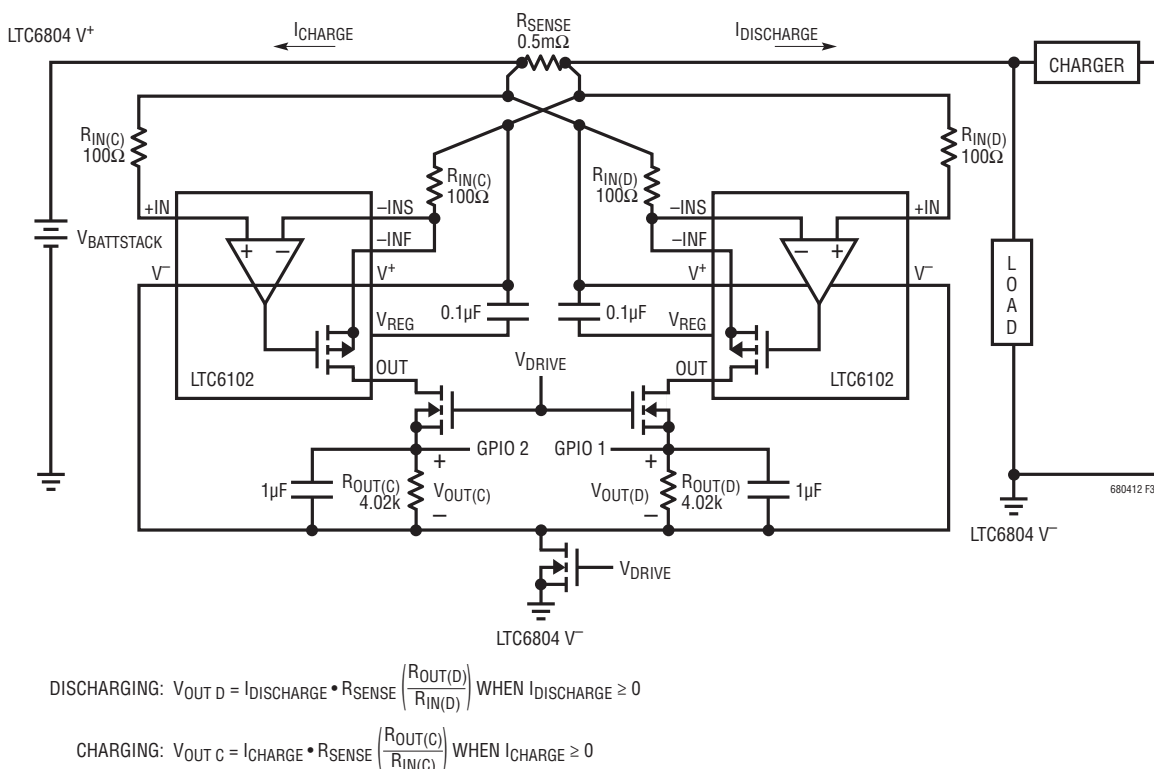 LTC6804 V+
ICHARGE
RSENSE
0.5mΩ
IDISCHARGE
CHARGER
RIN(C)
100Ω
RIN(C)
100Ω
RIN(D)
100Ω
RIN(D)
100Ω
+IN
–INS
–INS
+IN
VBATTSTACK
+
–
–INF
–INF
–
+
V–
V+
V+
V–
LOAD
0.1µF
0.1µF
VREG
VREG
VDRIVE
LTC6102
OUT
OUT
LTC6102
GPIO 2
GPIO 1
1µF
ROUT(C)
4.02k
+
VOUT(C)
–
+
VOUT(D)
–
ROUT(D)
4.02k
1µF
680412 F3
LTC6804 V–
VDRIVE
LTC6804 V–
DISCHARGING: VOUT D = IDISCHARGE • RSENSE (ROUT(D)/RIN(D)) WHEN IDISCHARGE ≥ 0
CHARGING: VOUT C = ICHARGE • RSENSE (ROUT(C)/RIN(C)) WHEN ICHARGE ≥ 0